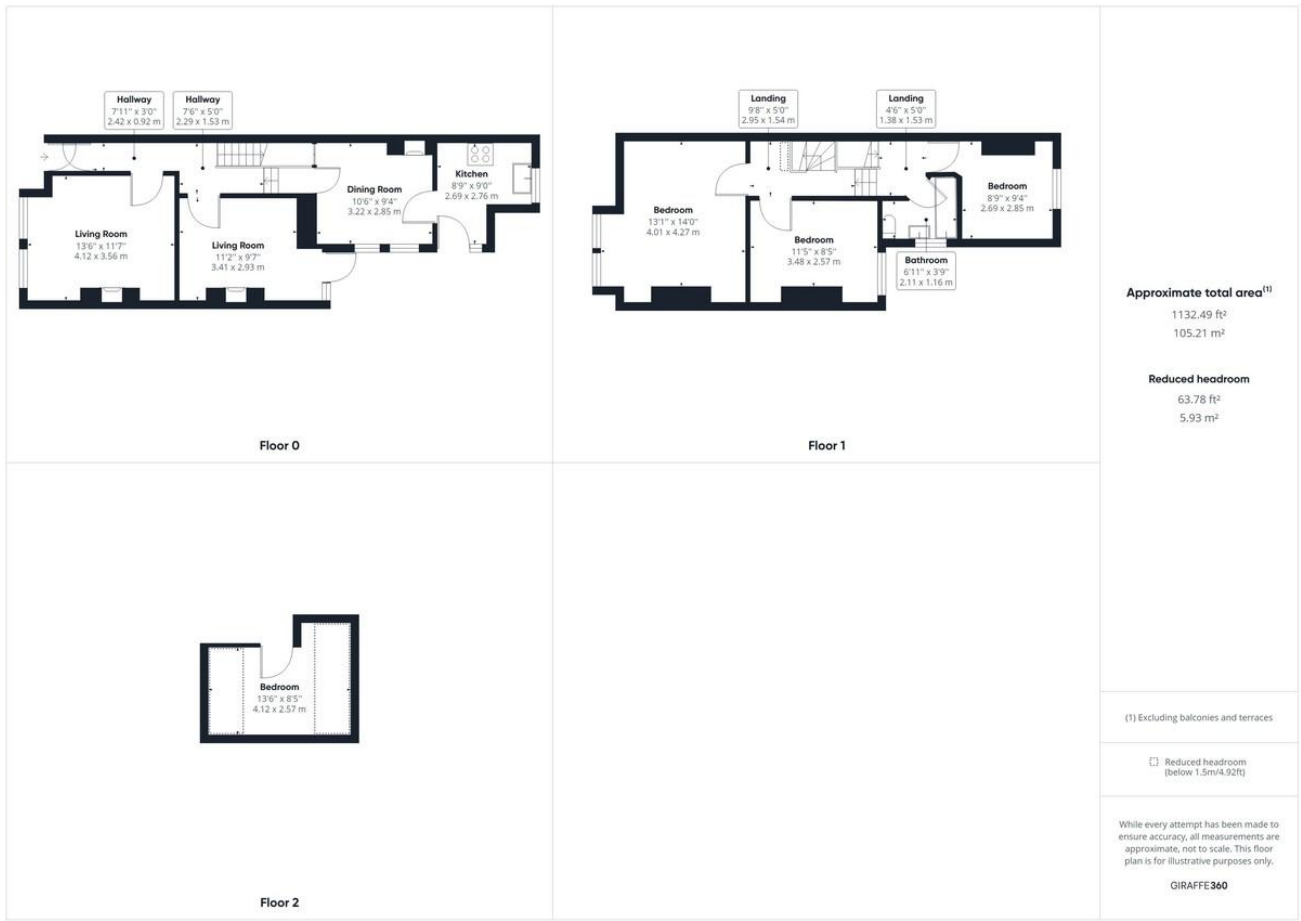 Hallway
7'11" x 3'0"
2.42 x 0.92 m
Hallway
7'6" x 5'0"
2.29 x 1.53 m
Living Room
13'6" x 11'7"
4.12 x 3.56 m
Living Room
11'2" x 9'7"
3.41 x 2.93 m
Dining Room
10'6" x 9'4"
3.22 x 2.85 m
Kitchen
8'9" x 9'0"
2.69 x 2.76 m
Floor 0
Landing
9'8" x 5'0"
2.95 x 1.54 m
Landing
4'6" x 5'0"
1.38 x 1.53 m
Bedroom
13'1" x 14'0"
4.01 x 4.27 m
Bedroom
11'5" x 8'5"
3.48 x 2.57 m
Bedroom
8'9" x 9'4"
2.69 x 2.85 m
Bathroom
6'11" x 3'9"
2.11 x 1.16 m
Floor 1
Bedroom
13'6" x 8'5"
4.12 x 2.57 m
Floor 2
Approximate total area(1)
1132.49 ft²
105.21 m²
Reduced headroom
63.78 ft²
5.93 m²
(1) Excluding balconies and terraces
Reduced headroom
(below 1.5m/4.92ft)
While every attempt has been made to
ensure accuracy, all measurements are
approximate, not to scale. This floor
plan is for illustrative purposes only.
GIRAFFE360